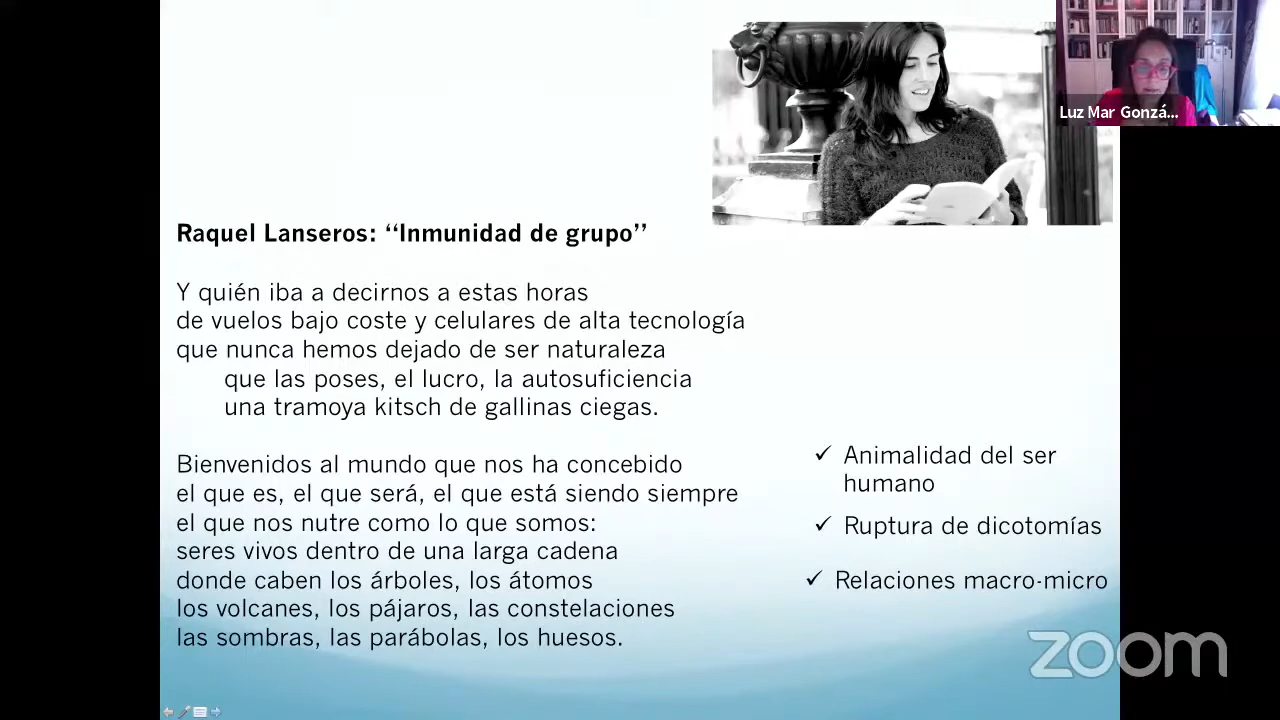 Luz Mar Gonzá...
Raquel Lanseros: “Inmunidad de grupo”
Y quién iba a decirnos a estas horas
de vuelos bajo coste y celulares de alta tecnología
que nunca hemos dejado de ser naturaleza
que las poses, el lucro, la autosuficiencia
una tramoya kitsch de gallinas ciegas.
Bienvenidos al mundo que nos ha concebido
el que es, el que será, el que está siendo siempre
el que nos nutre como lo que somos:
seres vivos dentro de una larga cadena
donde caben los árboles, los átomos
los volcanes, los pájaros, las constelaciones
las sombras, las parábolas, los huesos.
✓ Animalidad del ser
humano
✓ Ruptura de dicotomías
✓ Relaciones macro-micro
zoom